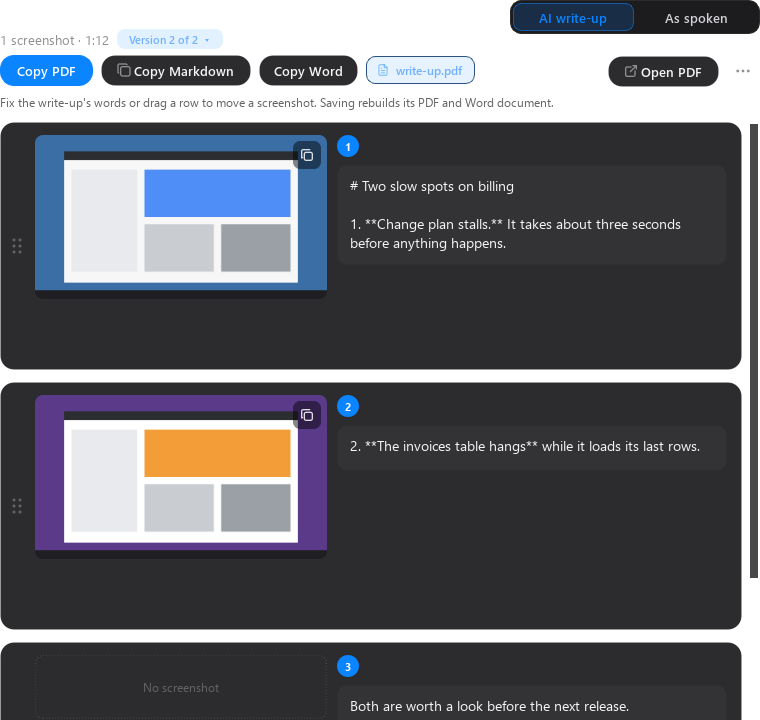 AI write-up
As spoken
1 screenshot · 1:12
Version 2 of 2
Copy PDF
Copy Markdown
Copy Word
write-up.pdf
Open PDF
Fix the write-up's words or drag a row to move a screenshot. Saving rebuilds its PDF and Word document.
1
# Two slow spots on billing
1. **Change plan stalls.** It takes about three seconds
before anything happens.
2
2. **The invoices table hangs** while it loads its last rows.
No screenshot
3
Both are worth a look before the next release.